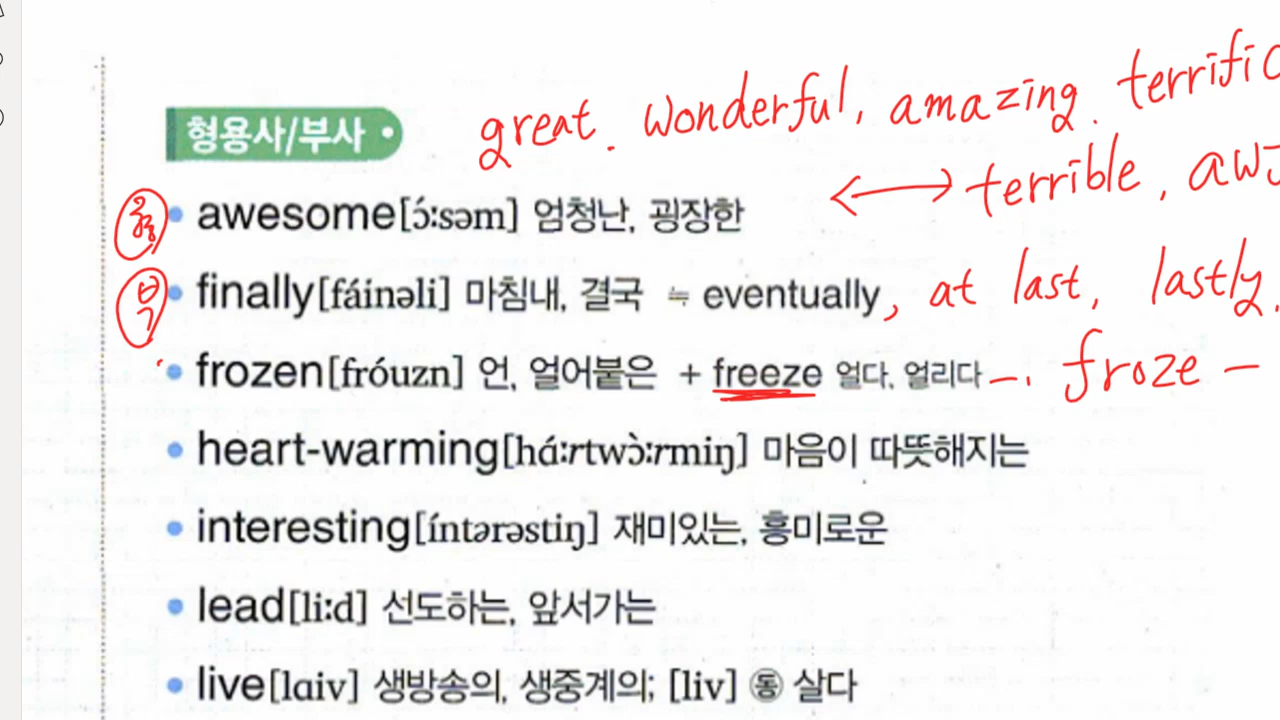 great. wonderful, amazing. terrific
형용사/부사
↔ terrible, aw
형 awesome[ɔ́ːsəm] 엄청난, 굉장한
부 finally[fáinəli] 마침내, 결국 ≒ eventually, at last, lastly.
frozen[fróuzn] 언, 얼어붙은 + freeze 얼다, 얼리다 - froze -
heart-warming[háːrtwɔ̀ːrmiŋ] 마음이 따뜻해지는
interesting[íntərəstiŋ] 재미있는, 흥미로운
lead[liːd] 선도하는, 앞서가는
live[laiv] 생방송의, 생중계의; [liv] 동 살다